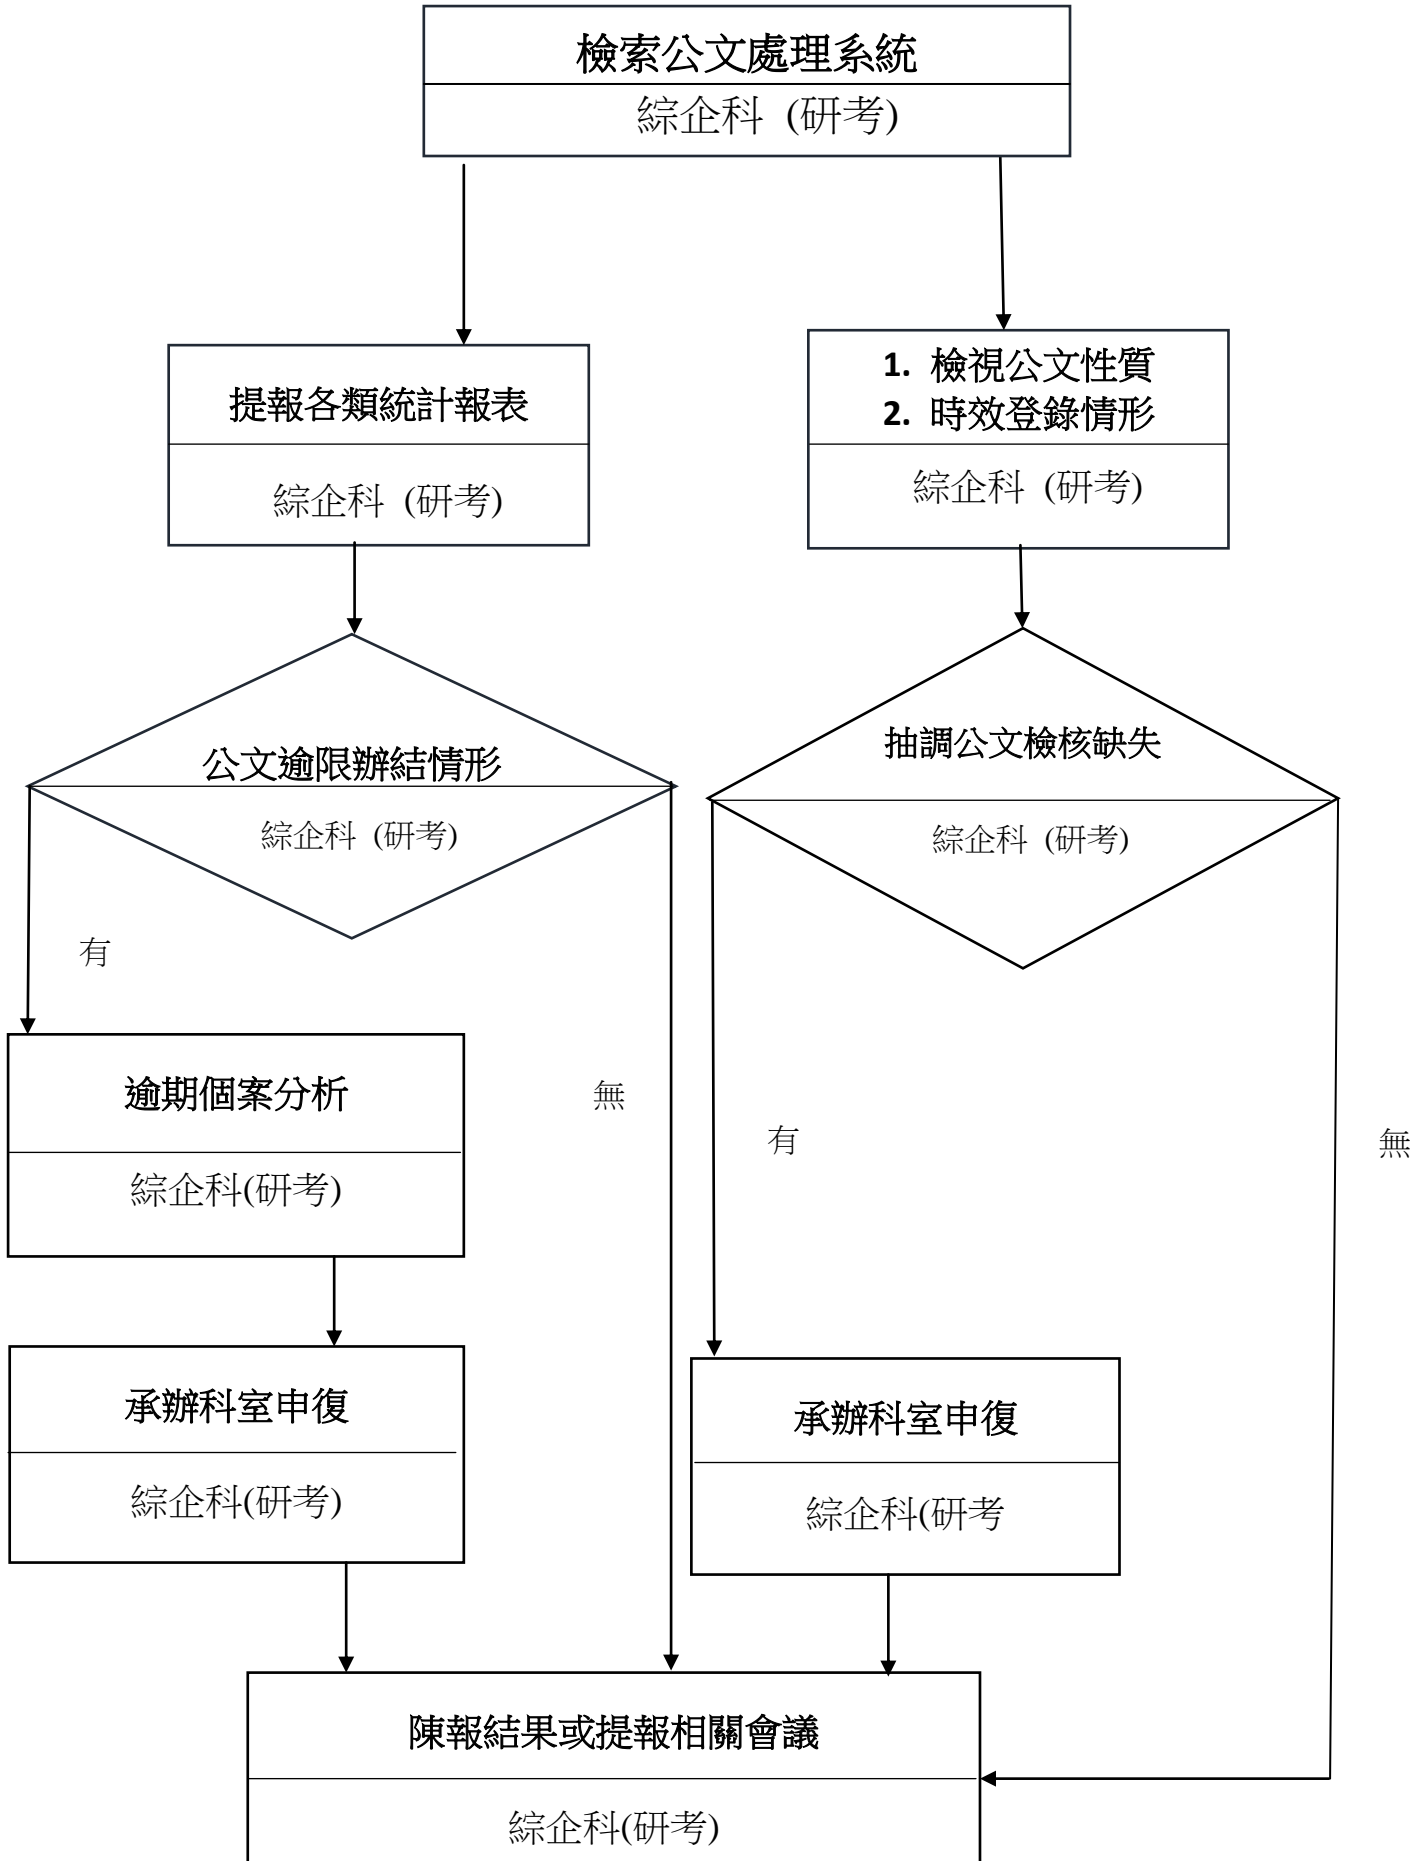 檢索公文處理系統
綜企科 (研考)
提報各類統計報表
綜企科 (研考)
1. 檢視公文性質
2. 時效登錄情形
綜企科 (研考)
公文逾限辦結情形
綜企科 (研考)
抽調公文檢核缺失
綜企科 (研考)
有
無
有
無
逾期個案分析
綜企科(研考)
承辦科室申復
綜企科(研考)
承辦科室申復
綜企科(研考
陳報結果或提報相關會議
綜企科(研考)